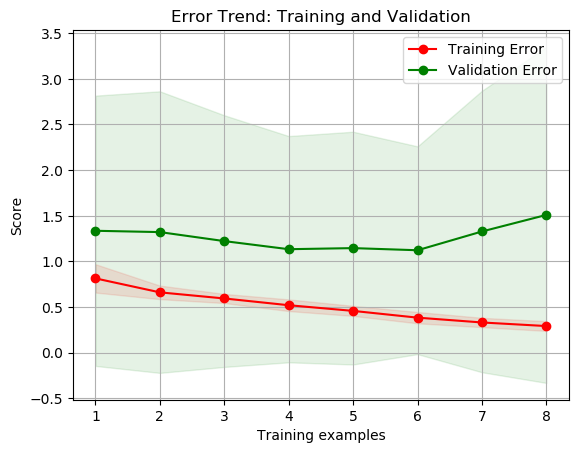 Error Trend: Training and Validation
Training Error
Validation Error
Score
3.5
3.0
2.5
2.0
1.5
1.0
0.5
0.0
−0.5
1 2 3 4 5 6 7 8
Training examples